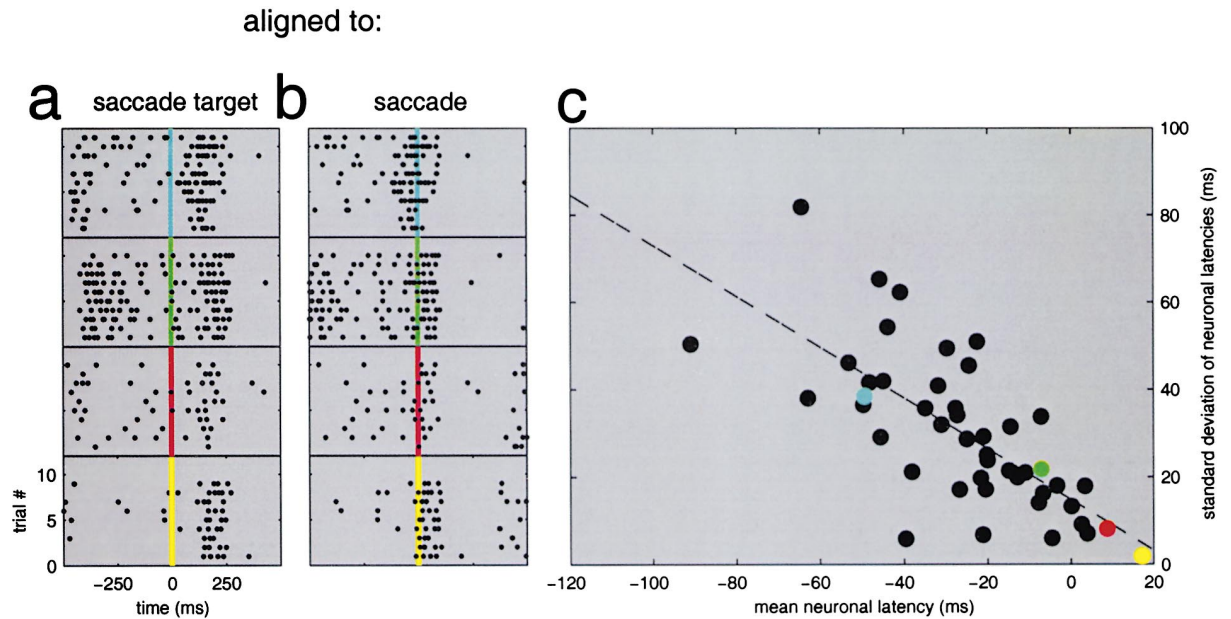 aligned to:
a
saccade target
b
saccade
c
trial #
10
5
0
−250
0
250
time (ms)
−120
−100
−80
−60
−40
−20
0
20
mean neuronal latency (ms)
100
80
60
40
20
0
standard deviation of neuronal latencies (ms)